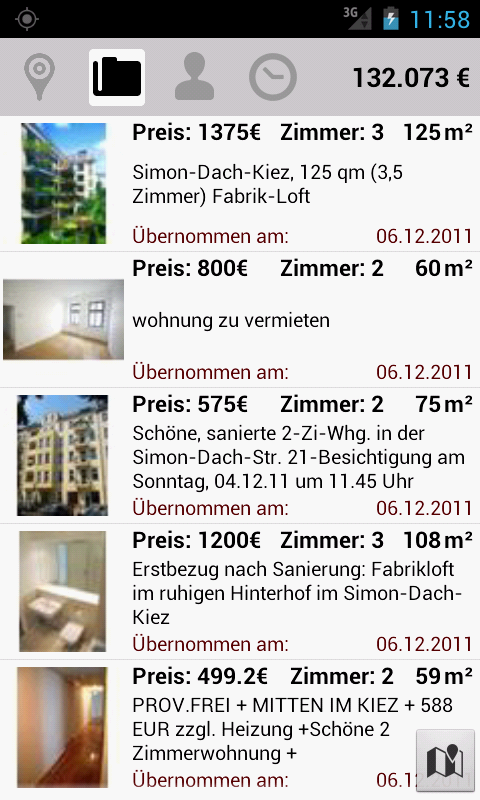 3G 11:58
132.073 €
Preis: 1375€ Zimmer: 3 125 m²
Simon-Dach-Kiez, 125 qm (3,5
Zimmer) Fabrik-Loft
Übernommen am: 06.12.2011
Preis: 800€ Zimmer: 2 60 m²
wohnung zu vermieten
Übernommen am: 06.12.2011
Preis: 575€ Zimmer: 2 75 m²
Schöne, sanierte 2-Zi-Whg. in der
Simon-Dach-Str. 21-Besichtigung am
Sonntag, 04.12.11 um 11.45 Uhr
Übernommen am: 06.12.2011
Preis: 1200€ Zimmer: 3 108 m²
Erstbezug nach Sanierung: Fabrikloft
im ruhigen Hinterhof im Simon-Dach-
Kiez
Übernommen am: 06.12.2011
Preis: 499.2€ Zimmer: 2 59 m²
PROV.FREI + MITTEN IM KIEZ + 588
EUR zzgl. Heizung +Schöne 2
Zimmerwohnung +
Übernommen am: 06.12.2011